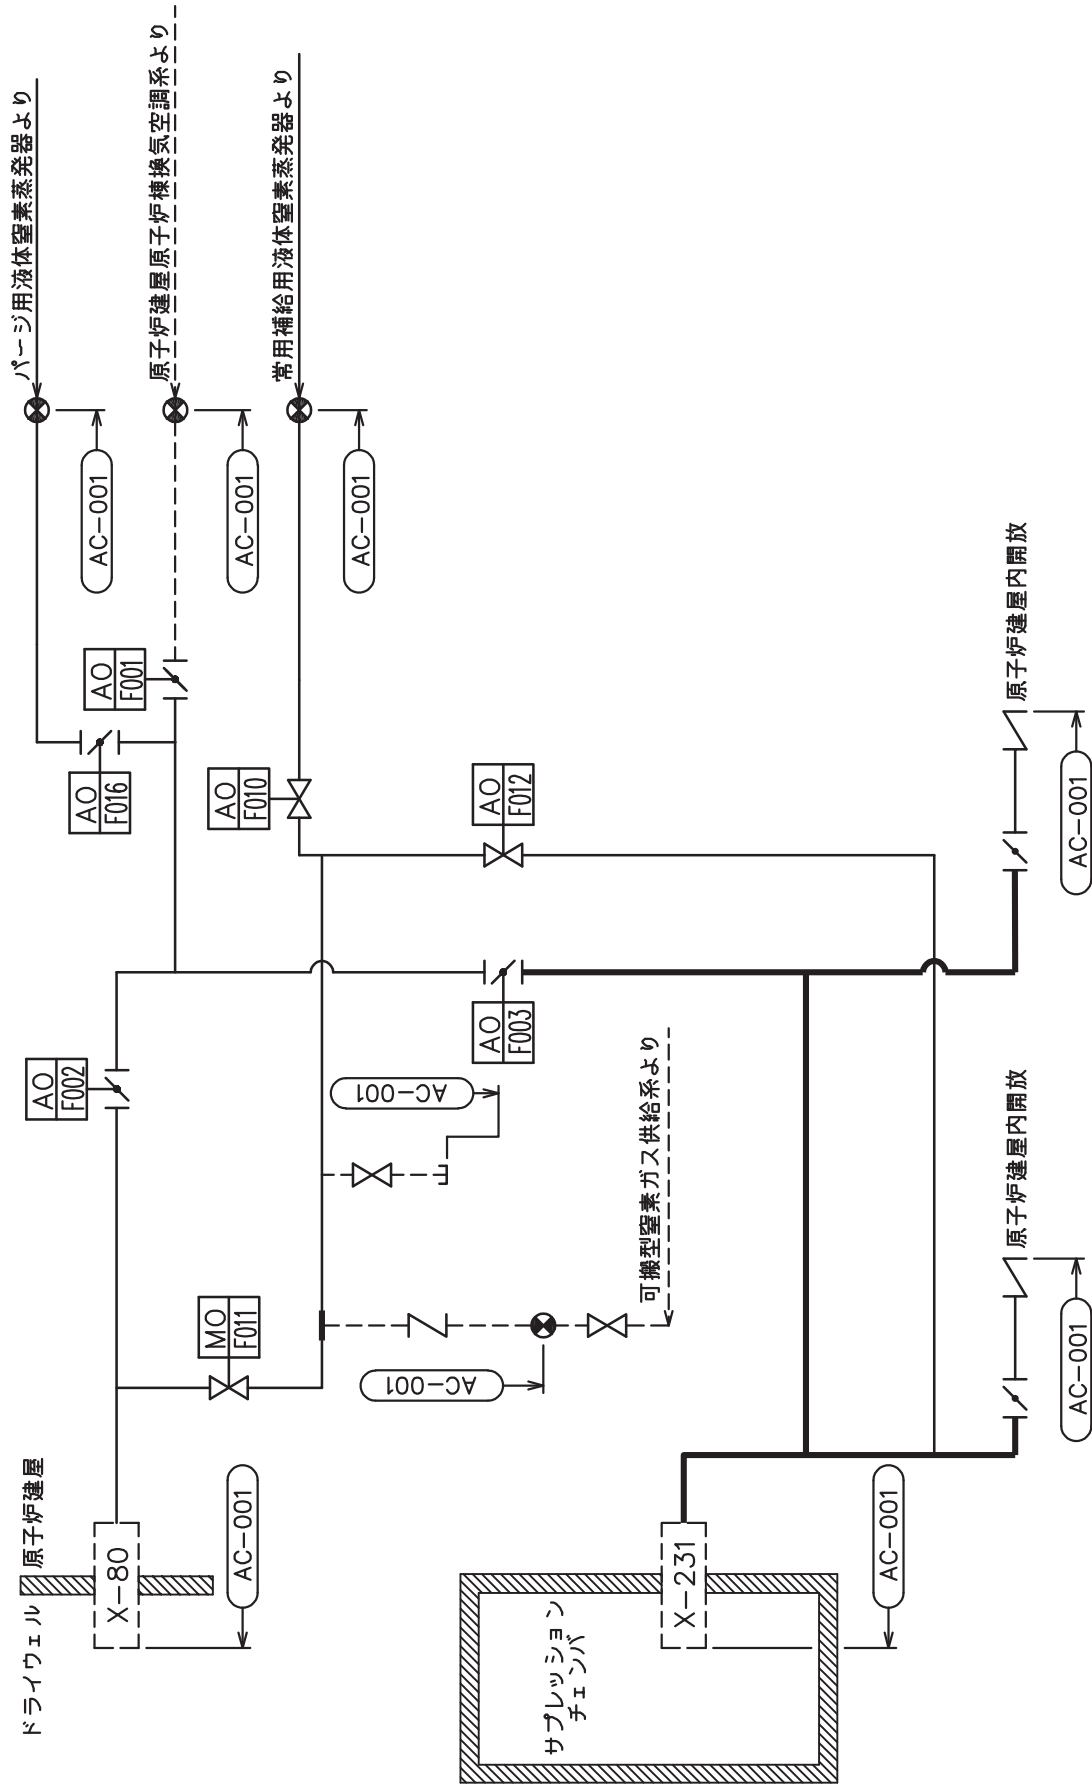 パージ用液体窒素蒸発器より
原子炉建屋原子炉棟換気空調系より
常用補給用液体窒素蒸発器より
AC-001
AC-001
AC-001
AO
F001
AO
F016
AO
F010
AO
F012
AO
F002
AO
F003
MO
F011
AC-001
AC-001
可搬型窒素ガス供給系より
原子炉建屋内開放
AC-001
原子炉建屋内開放
AC-001
ドライウェル
原子炉建屋
X-80
AC-001
サプレッション
チェンバ
X-231
AC-001